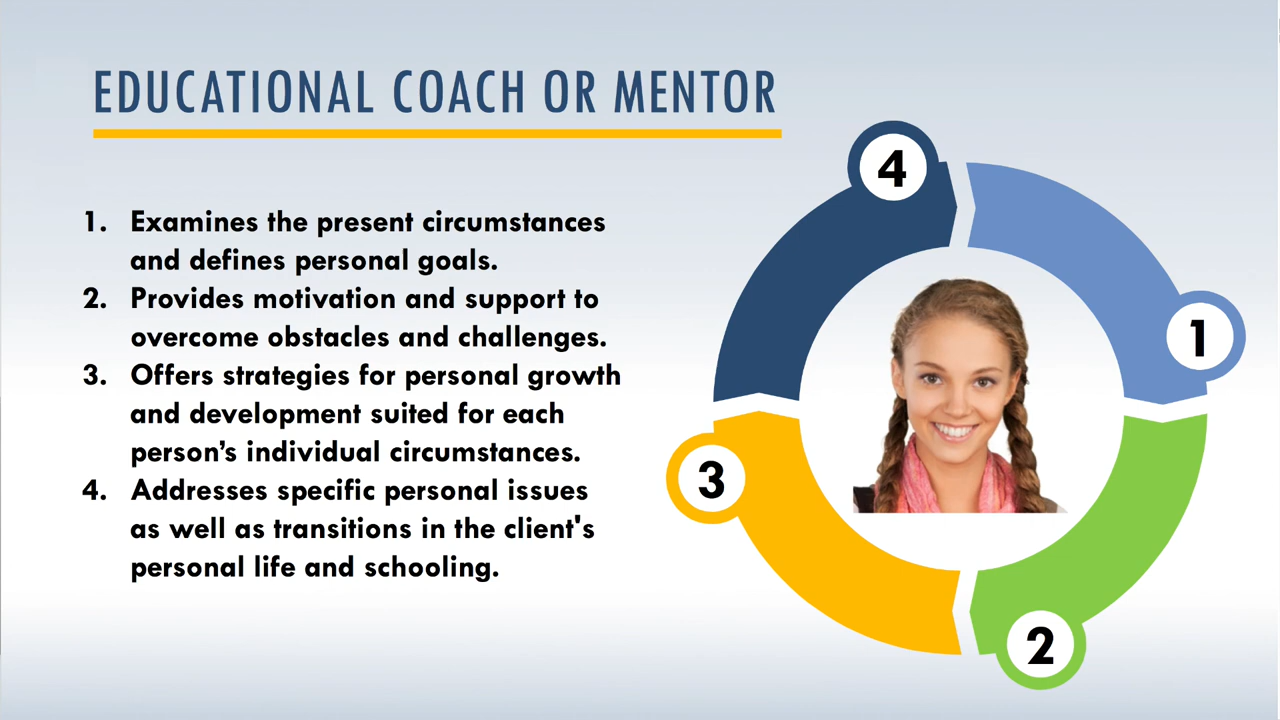 EDUCATIONAL COACH OR MENTOR
1. Examines the present circumstances
and defines personal goals.
2. Provides motivation and support to
overcome obstacles and challenges.
3. Offers strategies for personal growth
and development suited for each
person’s individual circumstances.
4. Addresses specific personal issues
as well as transitions in the client's
personal life and schooling.
4
1
3
2